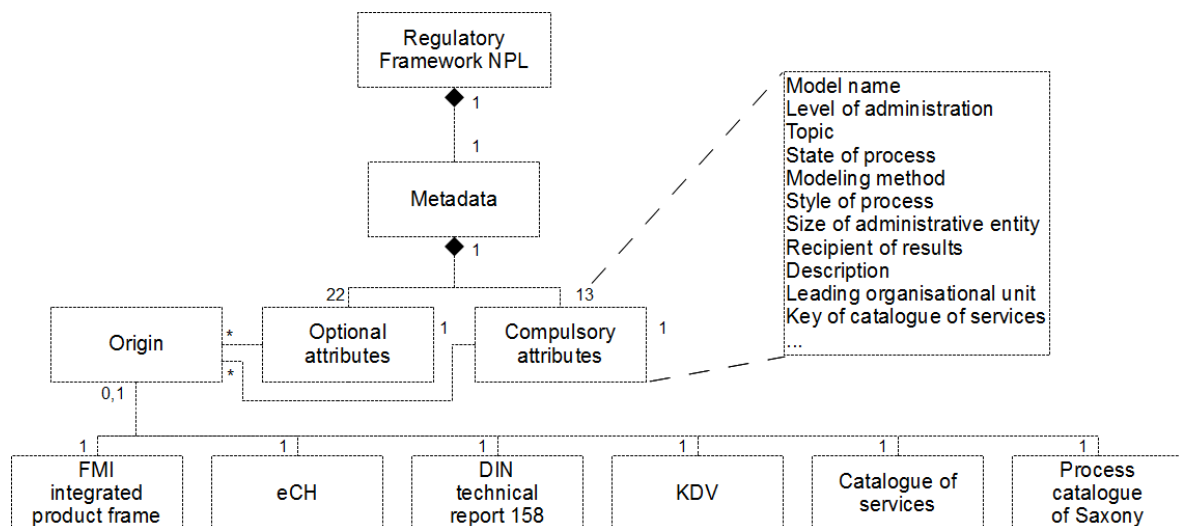 Regulatory
Framework NPL
1
1
Metadata
1
Model name
Level of administration
Topic
State of process
Modeling method
Style of process
Size of administrative entity
Recipient of results
Description
Leading organisational unit
Key of catalogue of services
...
22
13
Origin
*
*
0,1
Optional
attributes
1
Compulsory
attributes
1
1
1
1
1
1
1
FMI
integrated
product frame
eCH
DIN
technical
report 158
KDV
Catalogue of
services
Process
catalogue
of Saxony